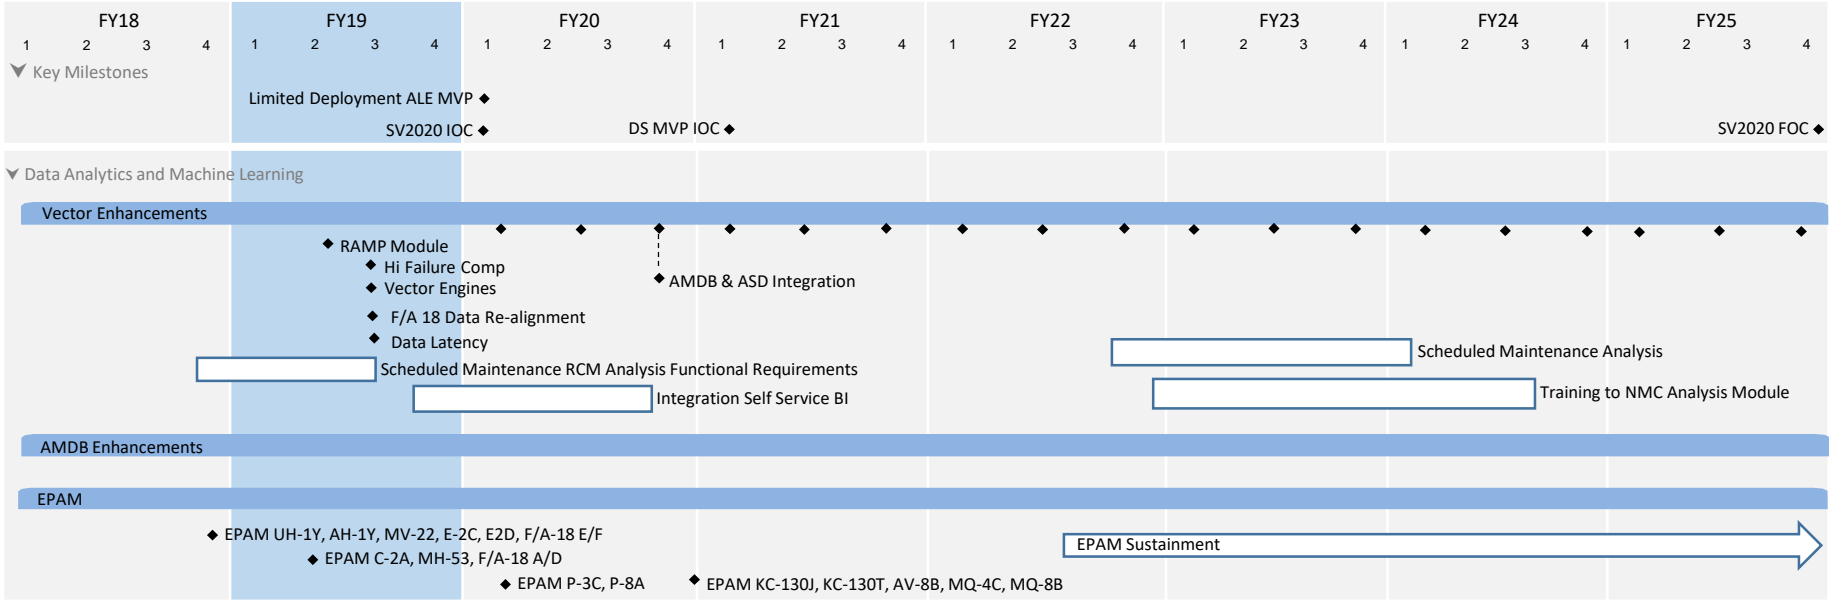 FY18 FY19 FY20 FY21 FY22 FY23 FY24 FY25
1 2 3 4 1 2 3 4 1 2 3 4 1 2 3 4 1 2 3 4 1 2 3 4 1 2 3 4 1 2 3 4
Key Milestones
Limited Deployment ALE MVP
SV2020 IOC
DS MVP IOC
SV2020 FOC
Data Analytics and Machine Learning
Vector Enhancements
RAMP Module
Hi Failure Comp
AMDB & ASD Integration
Vector Engines
F/A 18 Data Re-alignment
Data Latency
Scheduled Maintenance Analysis
Scheduled Maintenance RCM Analysis Functional Requirements
Training to NMC Analysis Module
Integration Self Service BI
AMDB Enhancements
EPAM
EPAM UH-1Y, AH-1Y, MV-22, E-2C, E2D, F/A-18 E/F
EPAM Sustainment
EPAM C-2A, MH-53, F/A-18 A/D
EPAM P-3C, P-8A
EPAM KC-130J, KC-130T, AV-8B, MQ-4C, MQ-8B